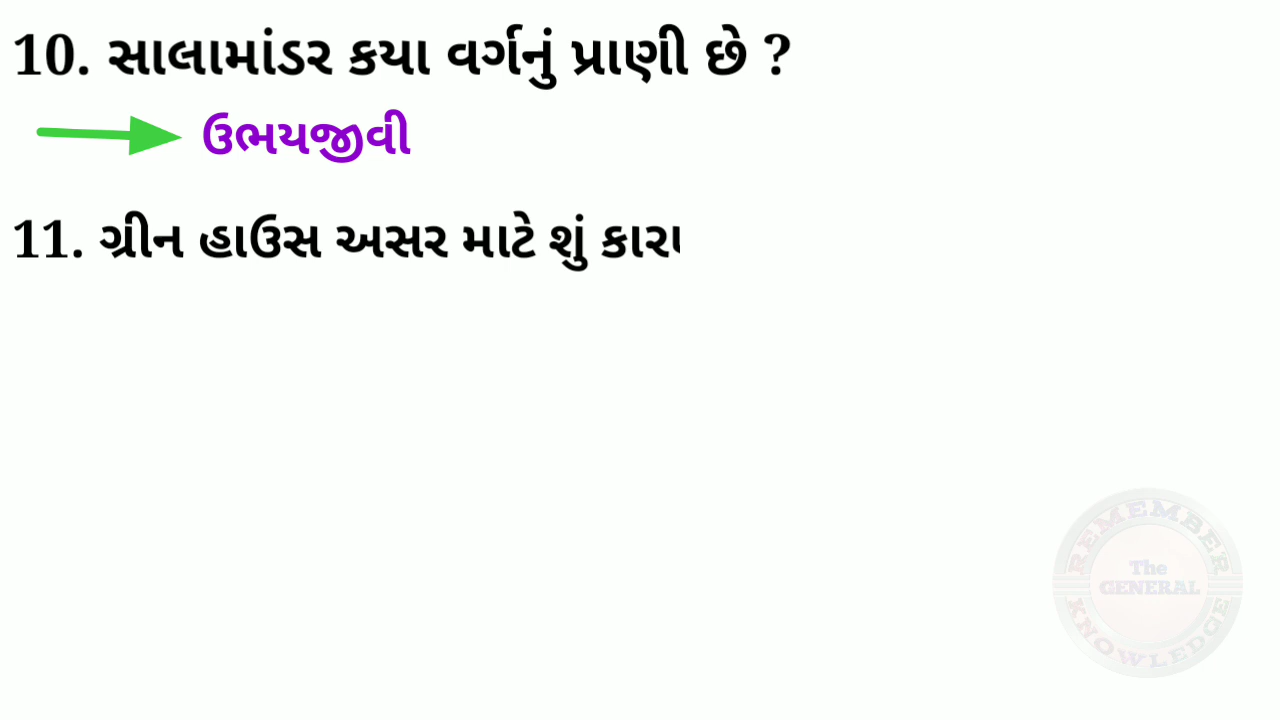 10. સાલામાંડર કયા વર્ગનું પ્રાણી છે ?
ઉભયજીવી
11. ગ્રીન હાઉસ અસર માટે શું કારા
REMEMBER
The
GENERAL
KNOWLEDGE